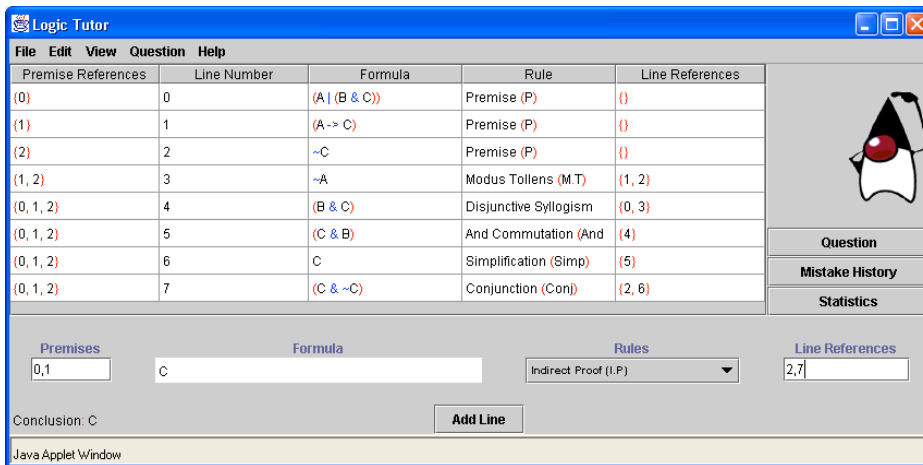 Logic Tutor
File Edit View Question Help
Premise References Line Number Formula Rule Line References
{0} 0 (A | (B & C)) Premise (P) {}
{1} 1 (A -> C) Premise (P) {}
{2} 2 ~C Premise (P) {}
{1, 2} 3 ~A Modus Tollens (M.T) {1, 2}
{0, 1, 2} 4 (B & C) Disjunctive Syllogism {0, 3}
{0, 1, 2} 5 (C & B) And Commutation (And {4}
{0, 1, 2} 6 C Simplification (Simp) {5}
{0, 1, 2} 7 (C & ~C) Conjunction (Conj) {2, 6}
Question
Mistake History
Statistics
Premises Formula Rules Line References
0,1 C Indirect Proof (I.P) 2,7
Conclusion: C Add Line
Java Applet Window